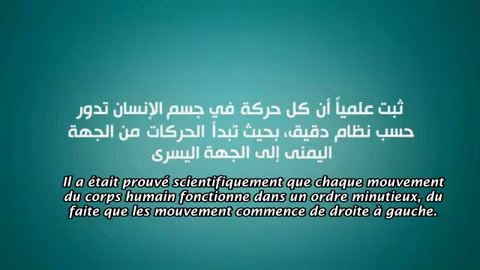 ثبت علمياً أن كل حركة في جسم الإنسان تدور
حسب نظام دقيق، بحيث تبدأ الحركات من الجهة
اليمنى إلى الجهة اليسرى
Il a était prouvé scientifiquement que chaque mouvement
du corps humain fonctionne dans un ordre minutieux, du
faite que les mouvement commence de droite à gauche.